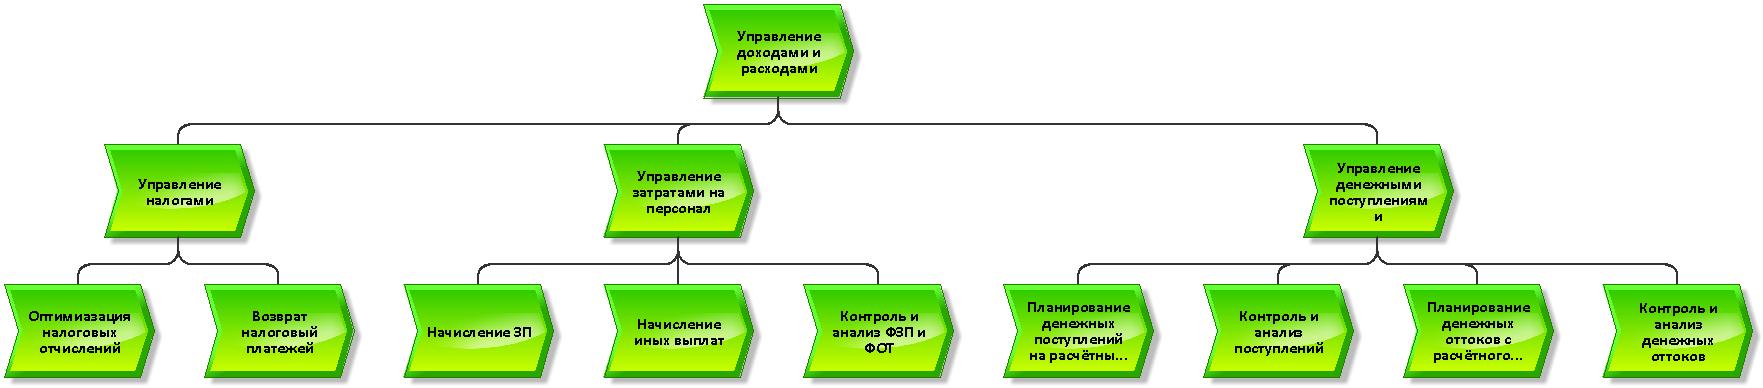 Управление
доходами и
расходами
Управление
налогами
Управление
затратами на
персонал
Управление
денежными
поступлениям
и
Оптимиазация
налоговых
отчислений
Возврат
налоговый
платежей
Начисление ЗП
Начисление
иных выплат
Контроль и
анализ ФЗП и
ФОТ
Планирование
денежных
поступлений
на расчётны...
Контроль и
анализ
поступлений
Планирование
денежных
оттоков с
расчётного...
Контроль и
анализ
денежных
оттоков